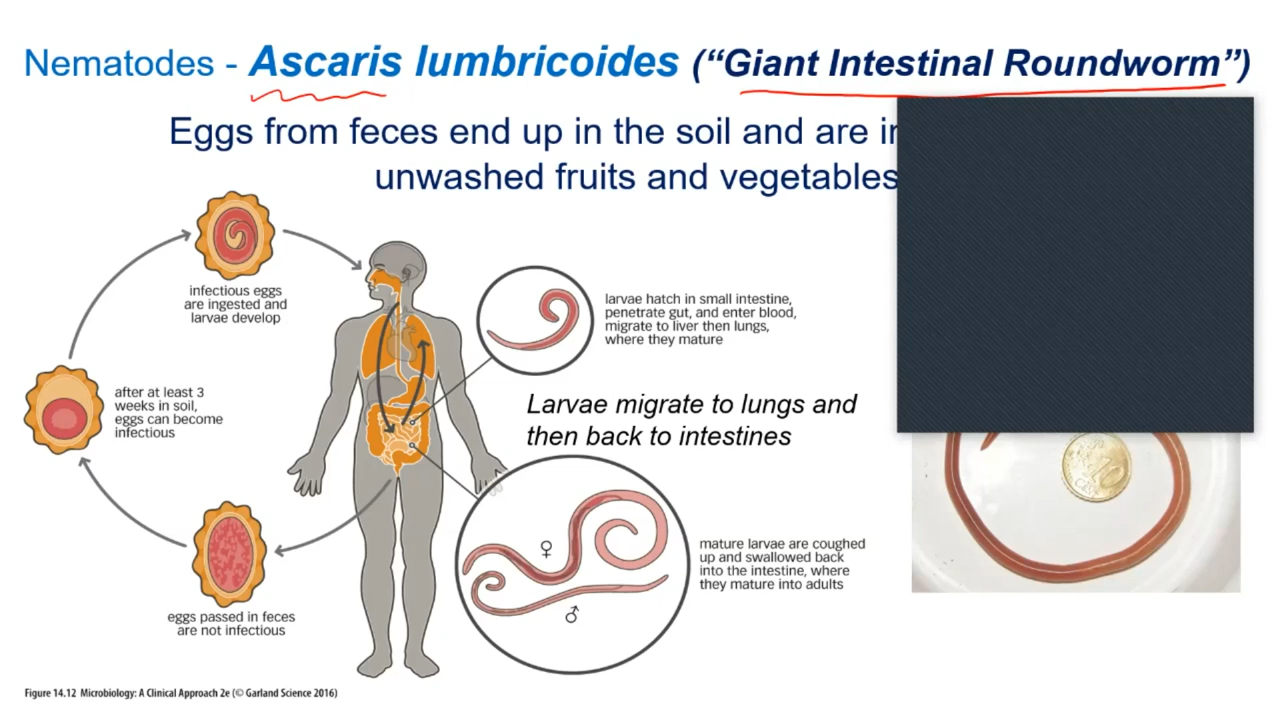 Nematodes - Ascaris lumbricoides (“Giant Intestinal Roundworm”)
Eggs from feces end up in the soil and are
unwashed fruits and vegetables
infectious eggs
are ingested and
larvae develop
larvae hatch in small intestine,
penetrate gut, and enter blood,
migrate to liver then lungs,
where they mature
after at least 3
weeks in soil,
eggs can become
infectious
Larvae migrate to lungs and
then back to intestines
10
♀
mature larvae are coughed
up and swallowed back
into the intestine, where
they mature into adults
♂
eggs passed in feces
are not infectious
Figure 14.12 Microbiology: A Clinical Approach 2e (© Garland Science 2016)